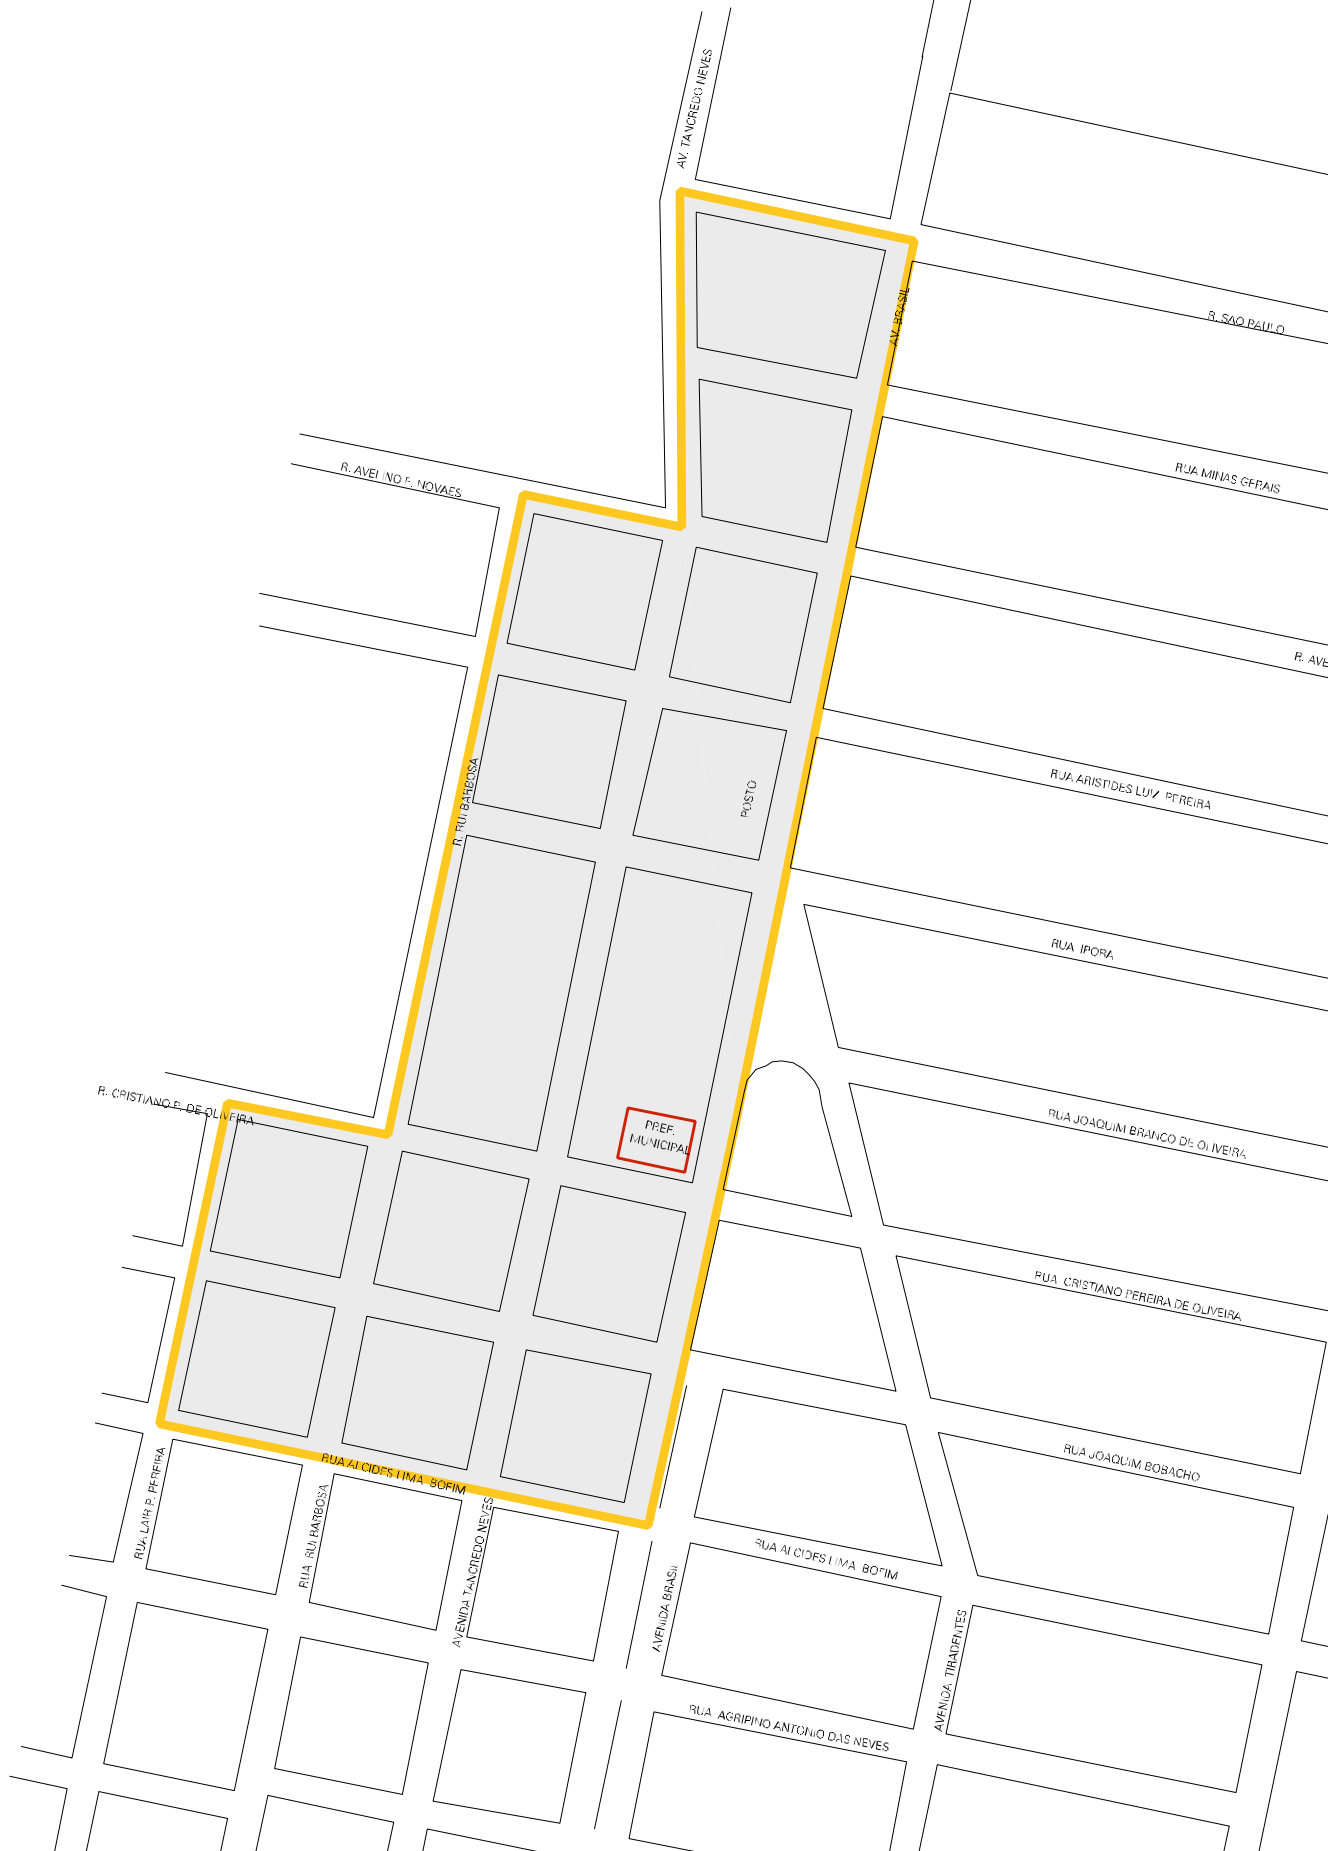 AV. TANCREDO NEVES
AV. BRASIL
R. SAO PAULO
R. AVELINO P. NOVAES
RUA MINAS GERAIS
R. AVE
R. RUI BARBOSA
POSTO
RUA ARISTIDES LUIZ PEREIRA
RUA IPORA
R. CRISTIANO P. DE OLIVEIRA
PREF.
MUNICIPAL
RUA JOAQUIM BRANCO DE OLIVEIRA
RUA CRISTIANO PEREIRA DE OLIVEIRA
RUA JOAQUIM BOBACHO
RUA ALCIDES LIMA BOFIM
RUA LAIR P. PEREIRA
RUA RUI BARBOSA
AVENIDA TANCREDO NEVES
AVENIDA BRASIL
RUA ALCIDES LIMA BOFIM
AVENIDA TIRADENTES
RUA AGRIPINO ANTONIO DAS NEVES